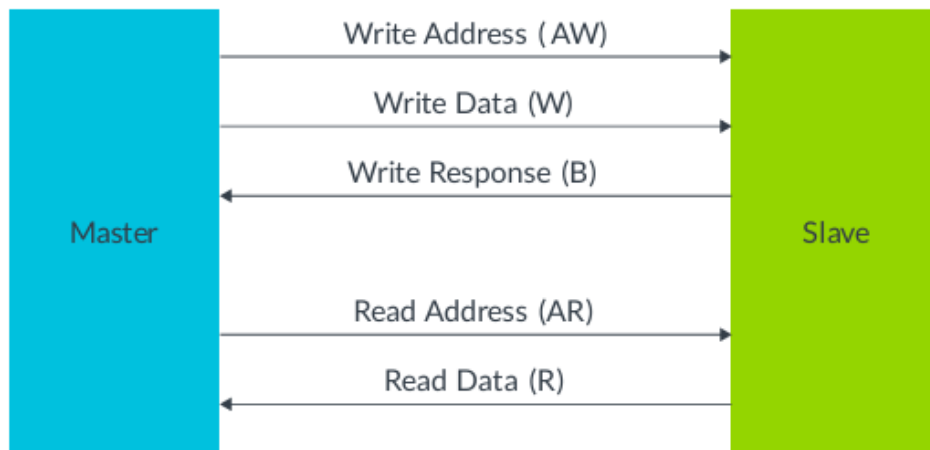 Write Address (AW)
Write Data (W)
Write Response (B)
Master
Slave
Read Address (AR)
Read Data (R)